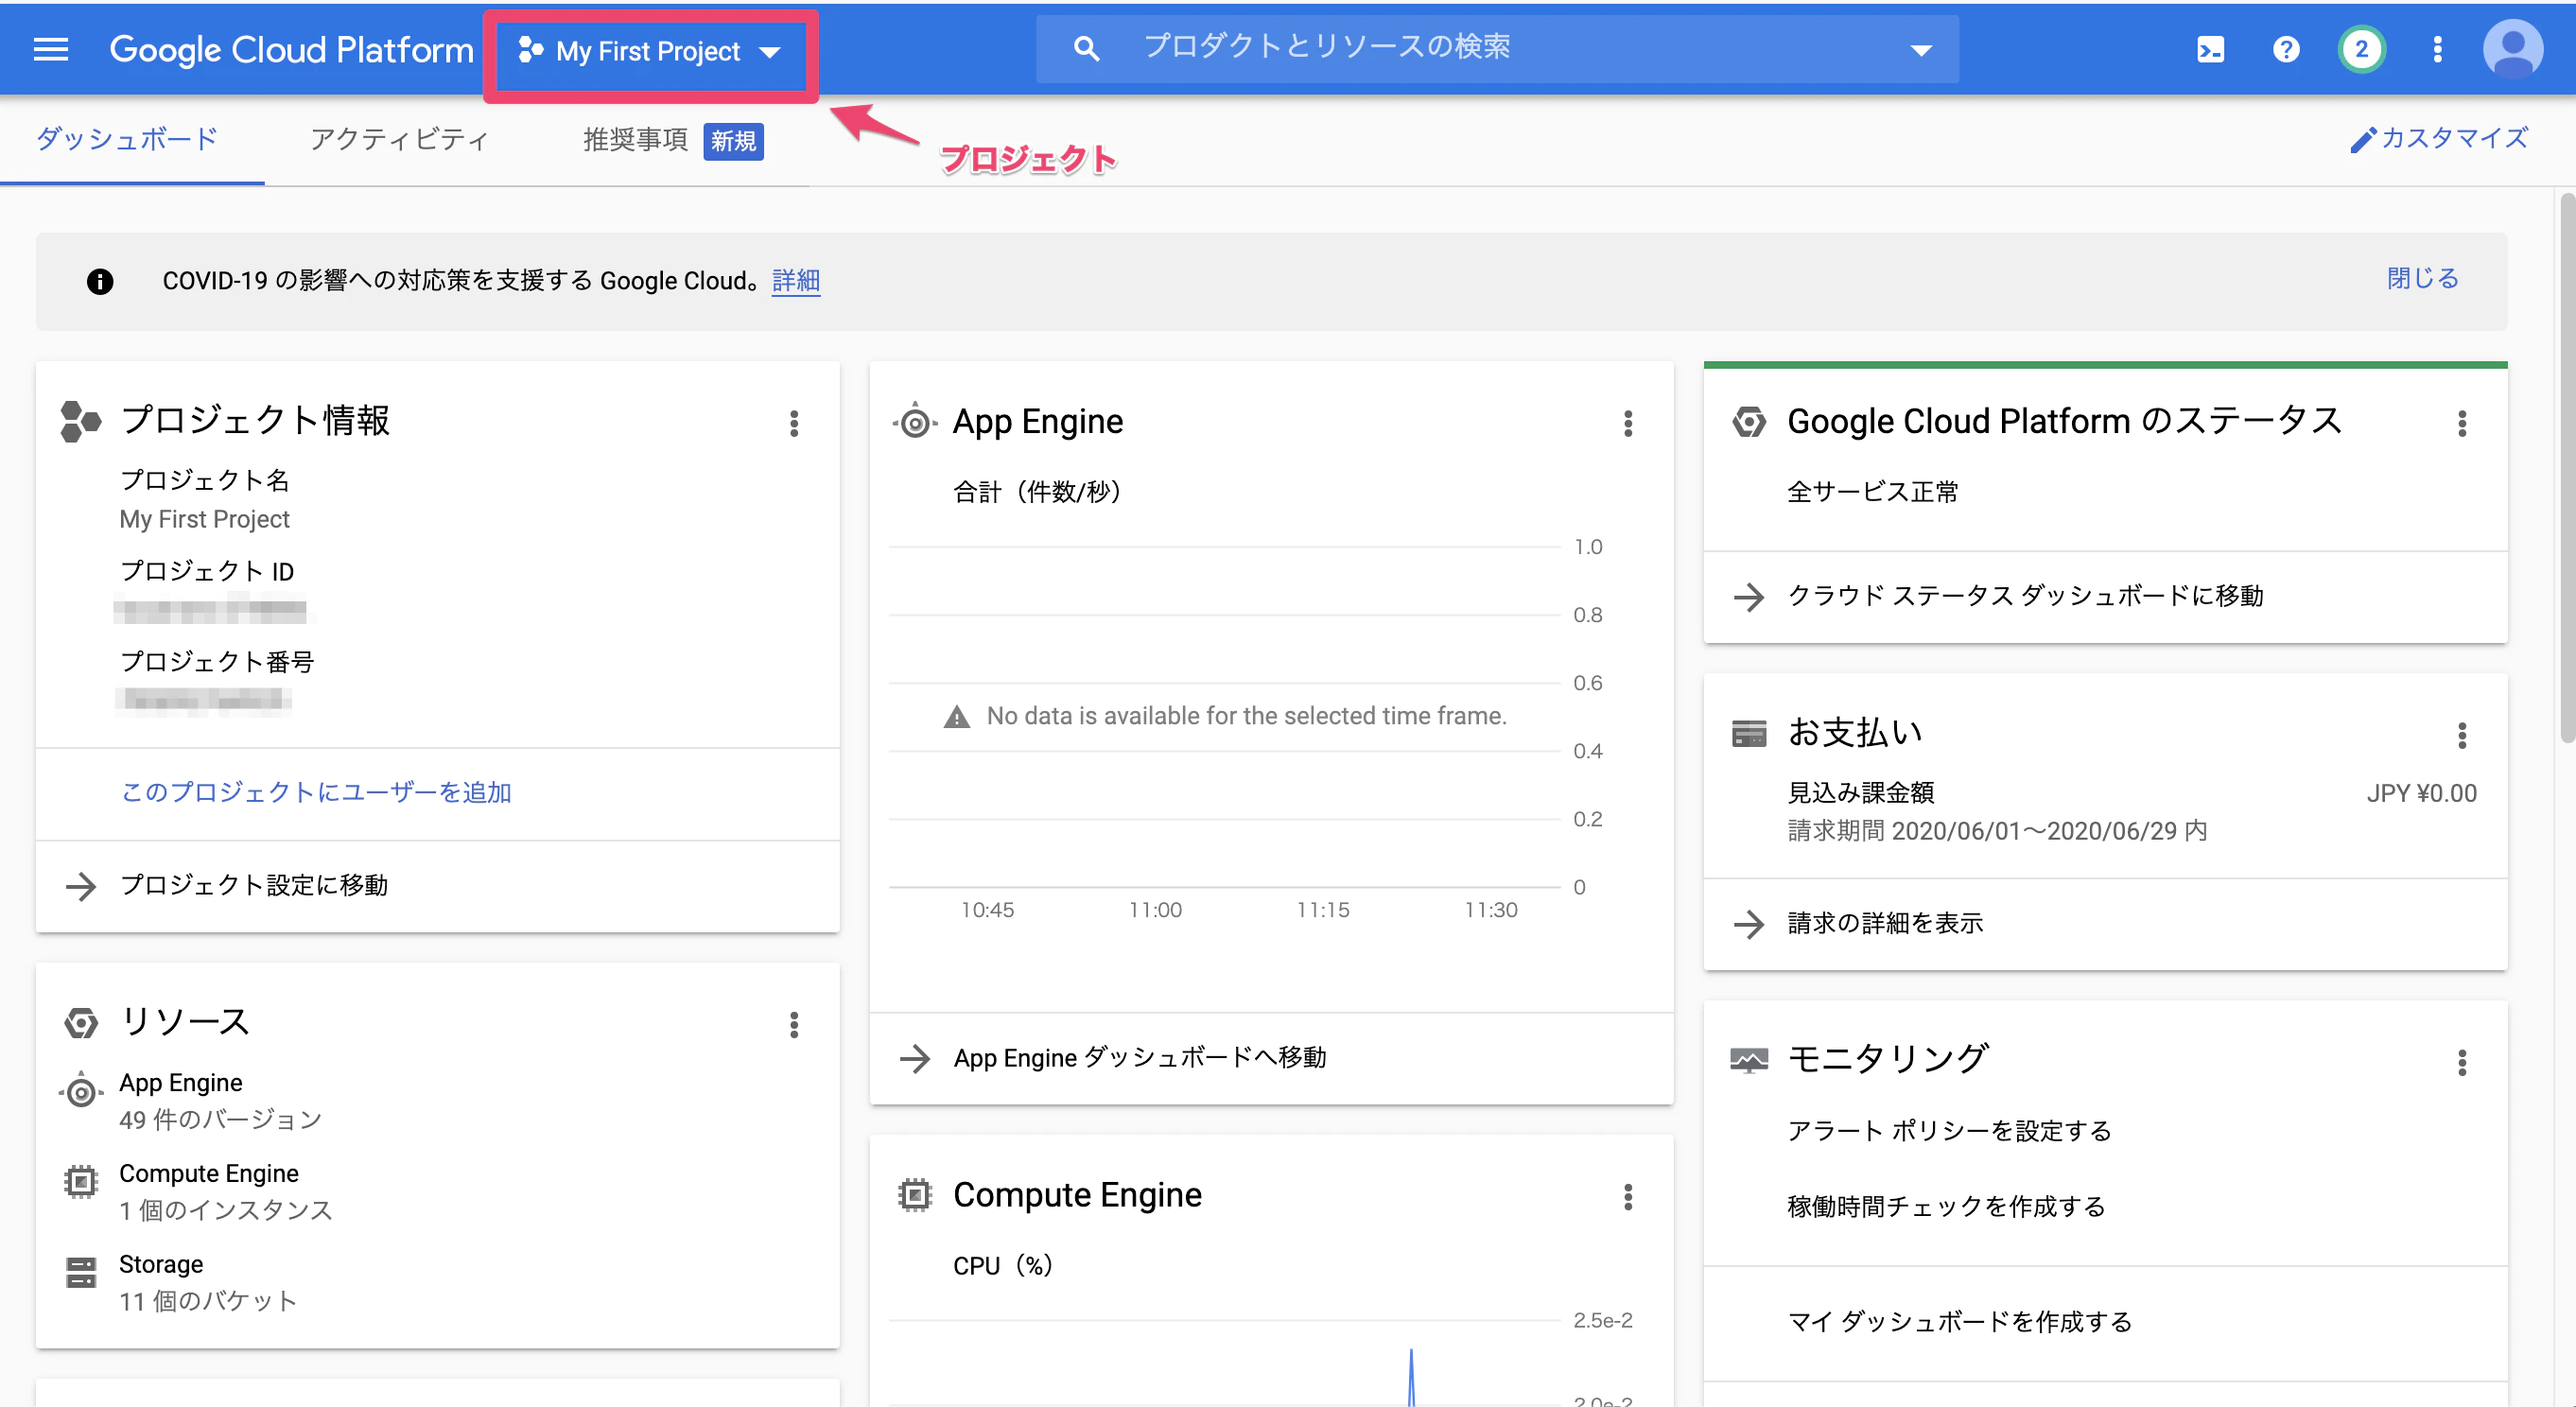 Google Cloud Platform
My First Project
プロダクトとリソースの検索
2
ダッシュボード
アクティビティ
推奨事項 新規
プロジェクト
カスタマイズ
COVID-19 の影響への対応策を支援する Google Cloud。詳細
閉じる
プロジェクト情報
プロジェクト名
My First Project
プロジェクト ID
プロジェクト番号
このプロジェクトにユーザーを追加
プロジェクト設定に移動
リソース
App Engine
49 件のバージョン
Compute Engine
1 個のインスタンス
Storage
11 個のバケット
App Engine
合計（件数/秒）
1.0
0.8
0.6
No data is available for the selected time frame.
0.4
0.2
0
10:45 11:00 11:15 11:30
App Engine ダッシュボードへ移動
Compute Engine
CPU（%）
2.5e-2
2.0e-2
Google Cloud Platform のステータス
全サービス正常
クラウド ステータス ダッシュボードに移動
お支払い
見込み課金額 JPY ¥0.00
請求期間 2020/06/01～2020/06/29 内
請求の詳細を表示
モニタリング
アラート ポリシーを設定する
稼働時間チェックを作成する
マイ ダッシュボードを作成する